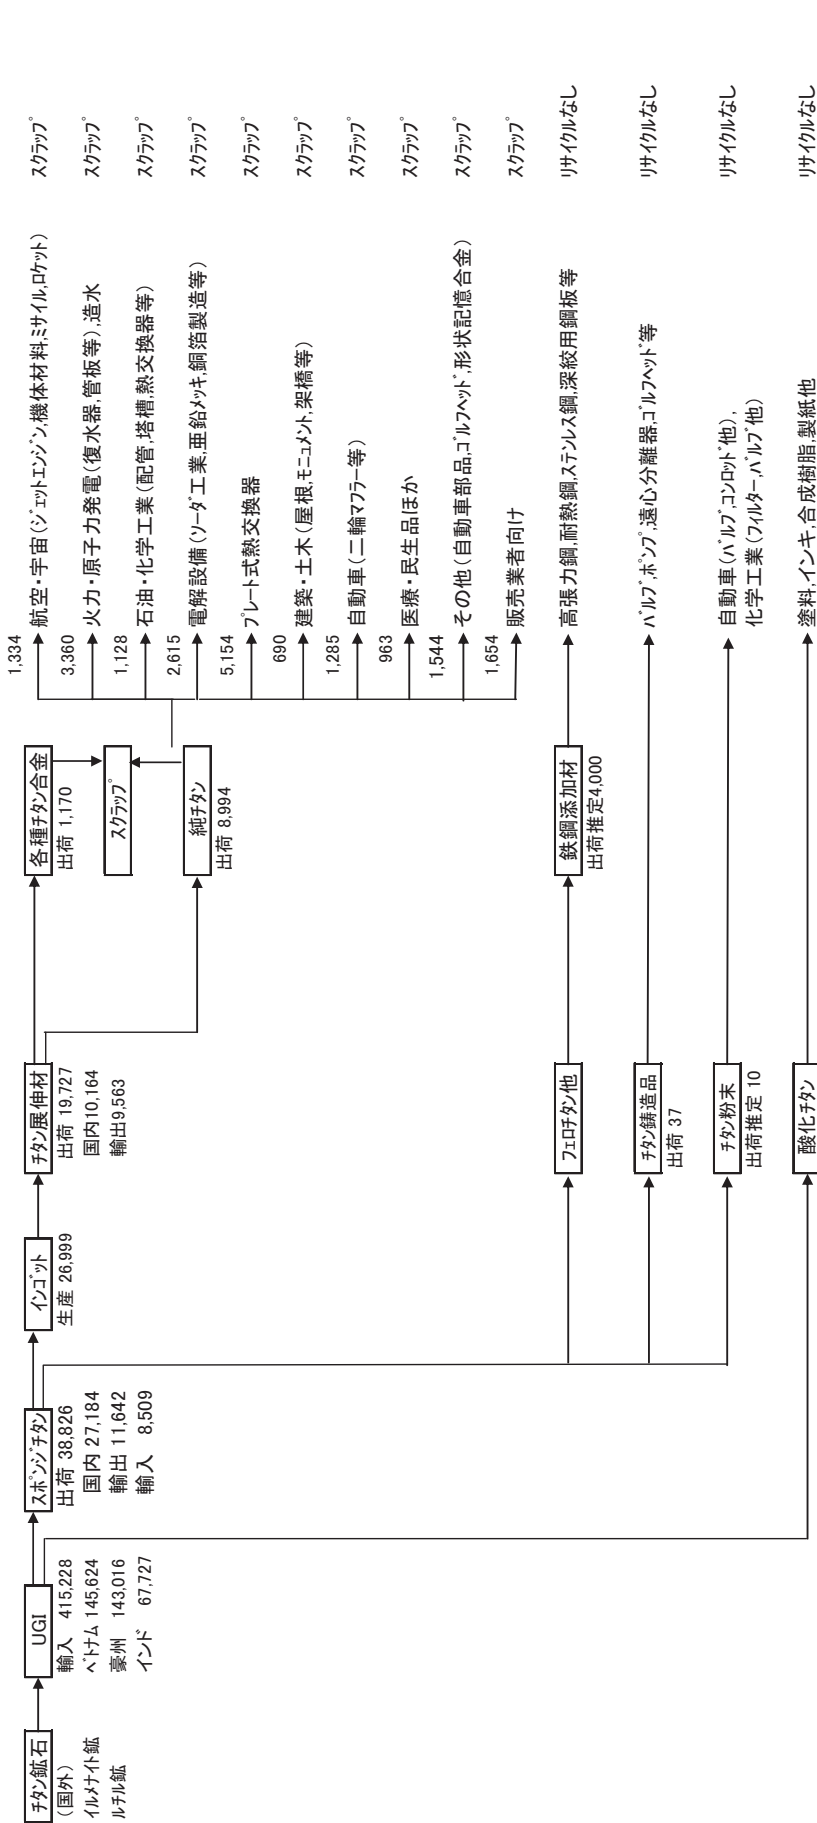 チタン鉱石
(国外)
イルメナイト鉱
ルチル鉱
UGI
輸入 415,228
ベトナム 145,624
豪州 143,016
インド 67,727
スポンジチタン
出荷 38,826
国内 27,184
輸出 11,642
輸入 8,509
インゴット
生産 26,999
チタン展伸材
出荷 19,727
国内10,164
輸出9,563
各種チタン合金
出荷 1,170
スクラップ
純チタン
出荷 8,994
1,334
航空・宇宙(ジェットエンジン,機体材料,ミサイル,ロケット)
スクラップ
3,360
火力・原子力発電(復水器,管板等),造水
スクラップ
1,128
石油・化学工業(配管,塔槽,熱交換器等)
スクラップ
2,615
電解設備(ソーダ工業,亜鉛メッキ,銅箔製造等)
スクラップ
5,154
プレート式熱交換器
スクラップ
690
建築・土木(屋根,モニュメント,架橋等)
スクラップ
1,285
自動車(二輪マフラー等)
スクラップ
963
医療・民生品ほか
スクラップ
1,544
その他(自動車部品,ゴルフヘッド,形状記憶合金)
スクラップ
1,654
販売業者向け
スクラップ
フェロチタン他
鉄鋼添加材
出荷推定4,000
高張力鋼,耐熱鋼,ステンレス鋼,深絞用鋼板等
リサイクルなし
チタン鋳造品
出荷 37
バルブ,ポンプ,遠心分離器,ゴルフヘッド等
リサイクルなし
チタン粉末
出荷推定 10
自動車(バルブ,コンロッド他),
化学工業(フィルター,バルブ他)
リサイクルなし
酸化チタン
塗料,インキ,合成樹脂,製紙他
リサイクルなし